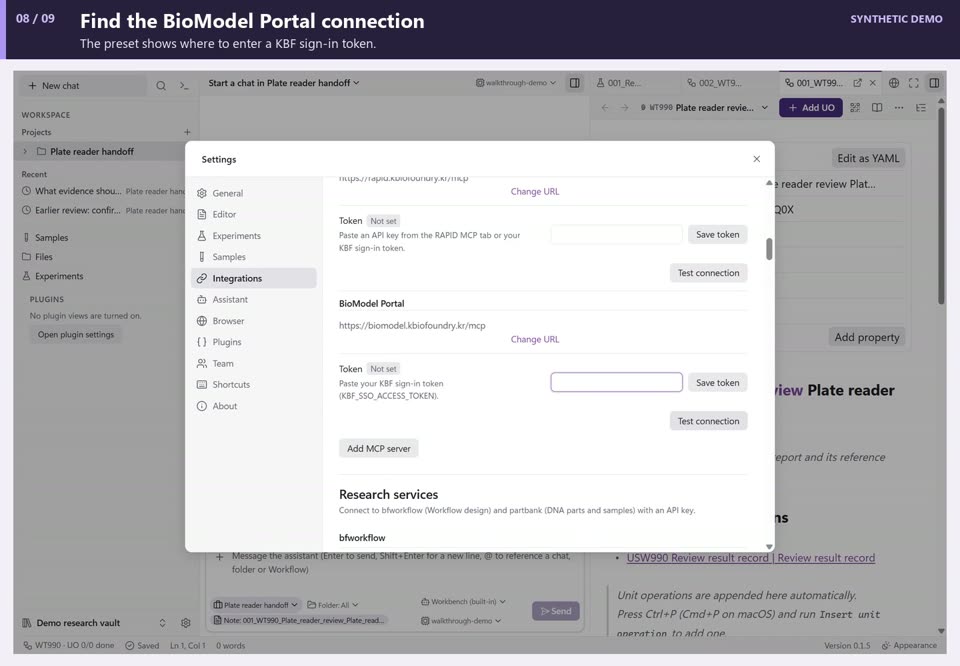 08 / 09
Find the BioModel Portal connection
SYNTHETIC DEMO
The preset shows where to enter a KBF sign-in token.
New chat
WORKSPACE
Projects
Plate reader handoff
Recent
What evidence shou... Plate reader han
Earlier review: confir... Plate reader han
Samples
Files
Experiments
PLUGINS
No plugin views are turned on.
Open plugin settings
Demo research vault
Start a chat in Plate reader handoff
walkthrough-demo
001_Re...
002_WT9...
001_WT99...
WT990 Plate reader revie...
Add UO
Edit as YAML
e reader review Plat...
Q0X
Add property
view Plate reader
eport and its reference
ns
USW990 Review result record | Review result record
Unit operations are appended here automatically.
Press Ctrl+P (Cmd+P on macOS) and run Insert unit
operation to add one.
Settings
General
Editor
Experiments
Samples
Integrations
Assistant
Browser
Plugins
Team
Shortcuts
About
https://rapid.kbiofoundry.kr/mcp
Change URL
Token Not set
Paste an API key from the RAPID MCP tab or your
KBF sign-in token.
Save token
Test connection
BioModel Portal
https://biomodel.kbiofoundry.kr/mcp
Change URL
Token Not set
Paste your KBF sign-in token
(KBF_SSO_ACCESS_TOKEN).
Save token
Test connection
Add MCP server
Research services
Connect to bfworkflow (Workflow design) and partbank (DNA parts and samples) with an API key.
bfworkflow
Message the assistant (Enter to send, Shift+Enter for a new line, @ to reference a chat,
folder or Workflow)
Plate reader handoff
Folder: All
Workbench (built-in)
Note: 001_WT990_Plate_reader_review_Plate_read...
walkthrough-demo
Send
WT990 · UO 0/0 done
Saved
Ln 1, Col 1
0 words
Version 0.1.5
Appearance